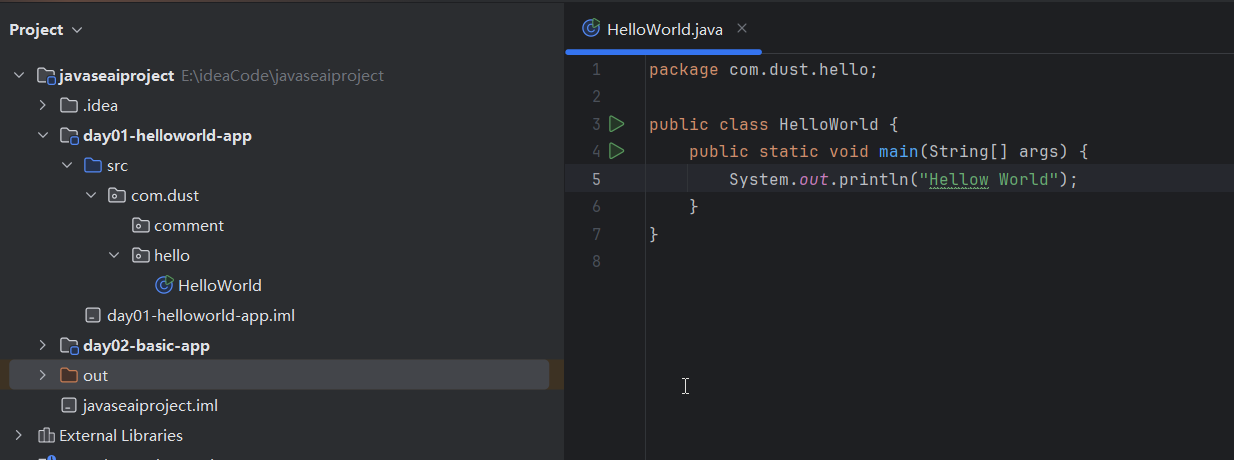 Project
javaseaiproject E:\ideaCode\javaseaiproject
.idea
day01-helloworld-app
src
com.dust
comment
hello
HelloWorld
day01-helloworld-app.iml
day02-basic-app
out
javaseaiproject.iml
External Libraries
HelloWorld.java
1 package com.dust.hello;
2
3 public class HelloWorld {
4 public static void main(String[] args) {
5 System.out.println("Hellow World");
6 }
7 }
8